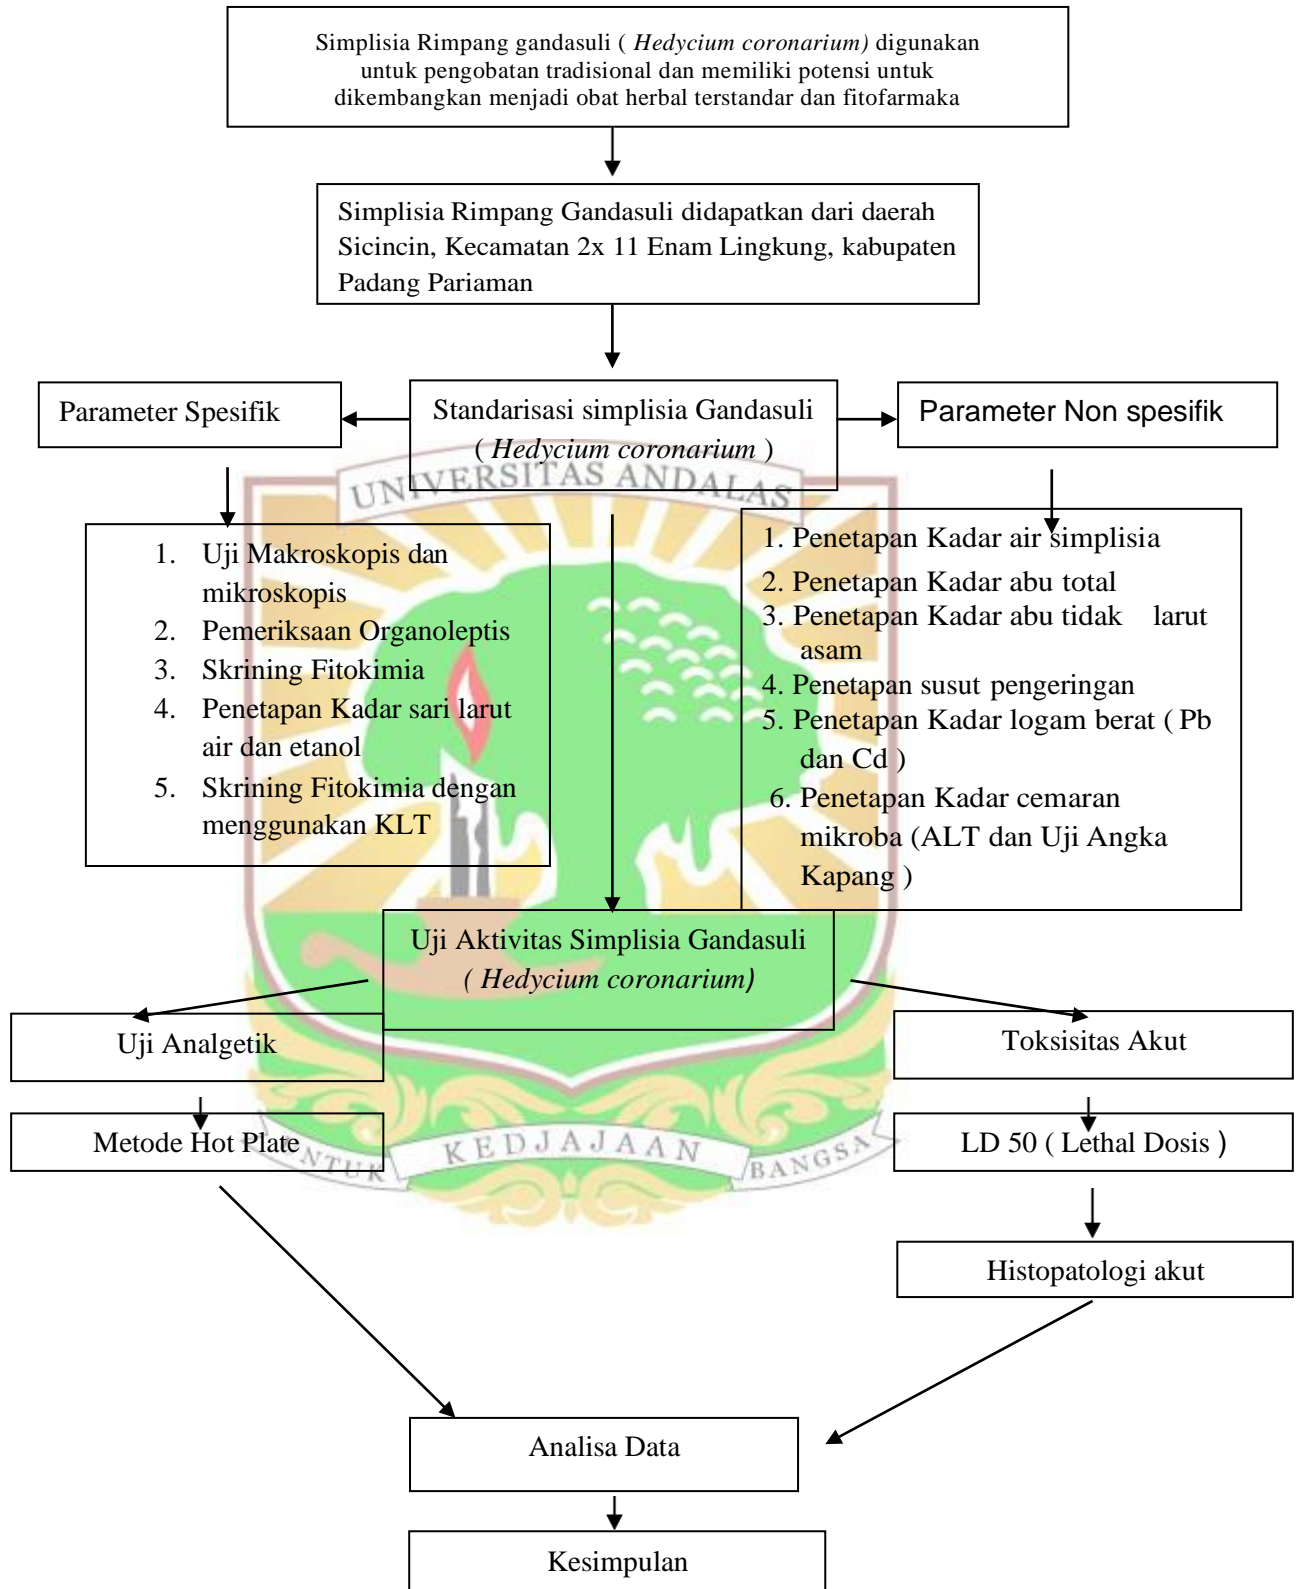 Simplisia Rimpang gandasuli ( Hedycium coronarium) digunakan
untuk pengobatan tradisional dan memiliki potensi untuk
dikembangkan menjadi obat herbal terstandar dan fitofarmaka
Simplisia Rimpang Gandasuli didapatkan dari daerah
Sicincin, Kecamatan 2x 11 Enam Lingkung, kabupaten
Padang Pariaman
Parameter Spesifik
Standarisasi simplisia Gandasuli
( Hedycium coronarium )
Parameter Non spesifik
UNIVERSITAS ANDALAS
1. Uji Makroskopis dan
mikroskopis
2. Pemeriksaan Organoleptis
3. Skrining Fitokimia
4. Penetapan Kadar sari larut
air dan etanol
5. Skrining Fitokimia dengan
menggunakan KLT
1. Penetapan Kadar air simplisia
2. Penetapan Kadar abu total
3. Penetapan Kadar abu tidak larut
asam
4. Penetapan susut pengeringan
5. Penetapan Kadar logam berat ( Pb
dan Cd )
6. Penetapan Kadar cemaran
mikroba (ALT dan Uji Angka
Kapang )
Uji Aktivitas Simplisia Gandasuli
( Hedycium coronarium)
Uji Analgetik
Toksisitas Akut
Metode Hot Plate
LD 50 ( Lethal Dosis )
UNTUK KEDJAJAAN BANGSA
Histopatologi akut
Analisa Data
Kesimpulan